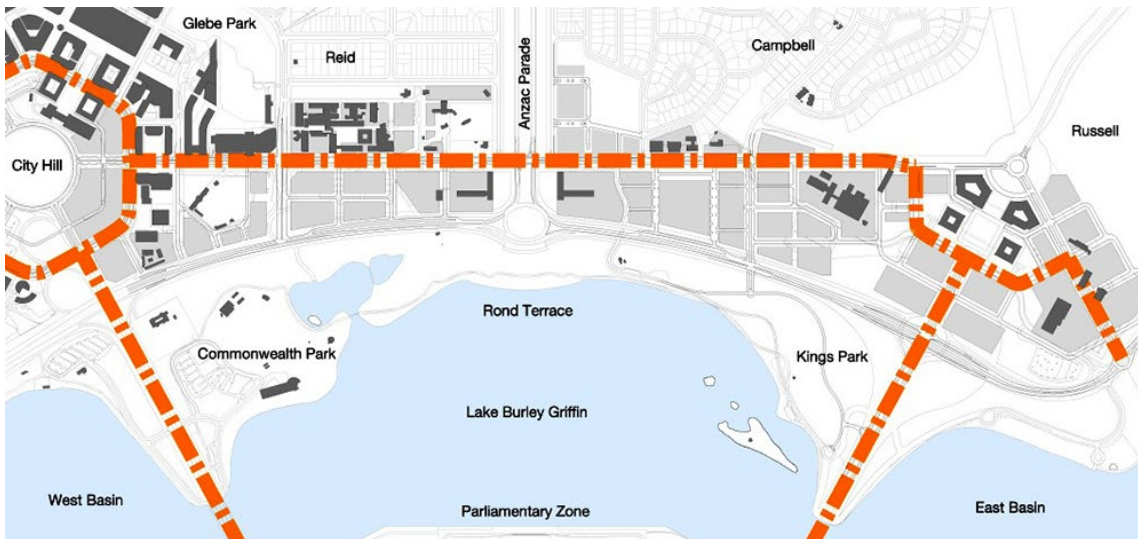 Glebe Park
Reid
Anzac Parade
Campbell
Russell
City Hill
Rond Terrace
Commonwealth Park
Kings Park
Lake Burley Griffin
West Basin
Parliamentary Zone
East Basin